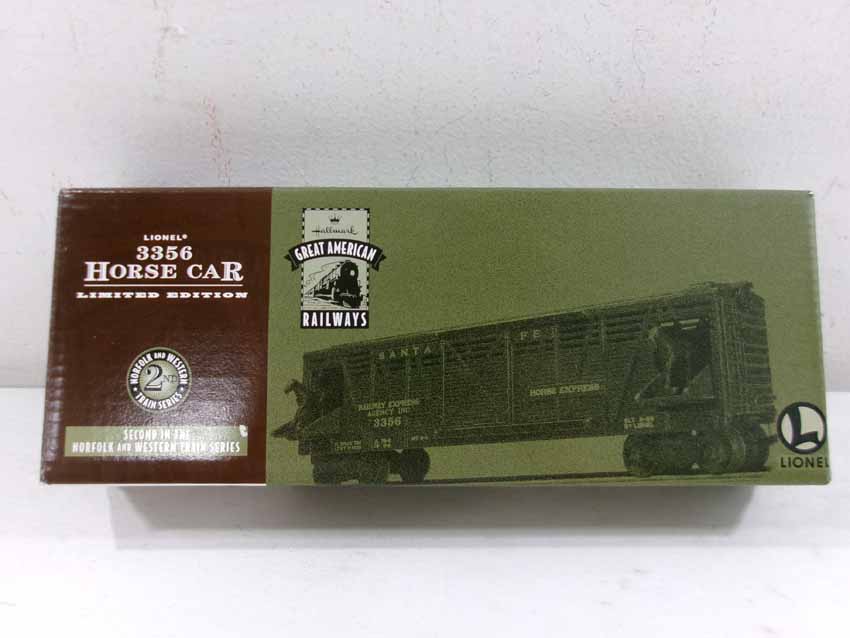 LIONEL®
3356
HORSE CAR
LIMITED EDITION
NORFOLK AND WESTERN
2ND
TRAIN SERIES
SECOND IN THE
NORFOLK AND WESTERN TRAIN SERIES
Hallmark
GREAT AMERICAN
RAILWAYS
SANTA FE
RAILWAY EXPRESS
AGENCY INC
3356
HORSE EXPRESS
L
LIONEL